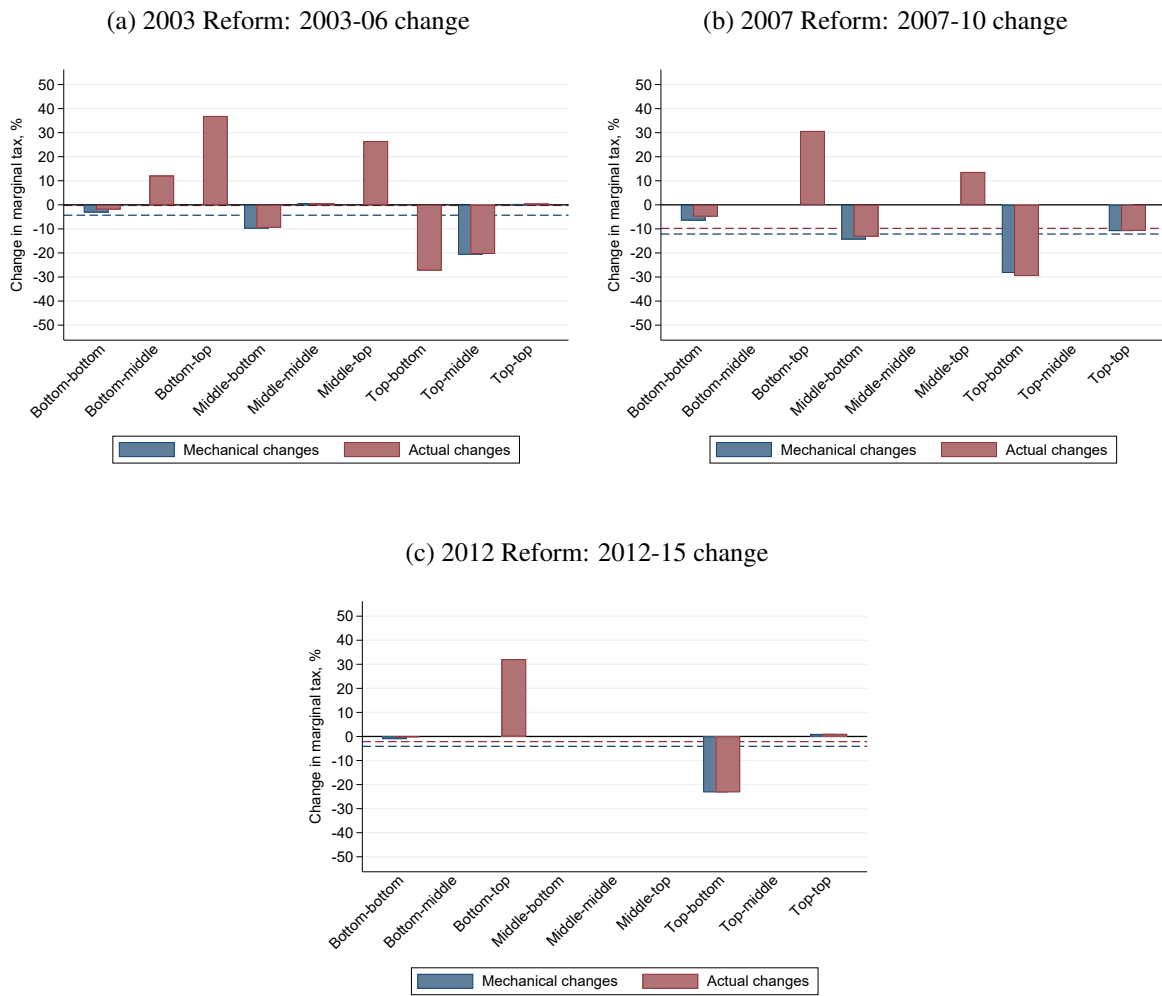 (a) 2003 Reform: 2003-06 change
Change in marginal tax, %
50
40
30
20
10
0
-10
-20
-30
-40
-50
Bottom-bottom
Bottom-middle
Bottom-top
Middle-bottom
Middle-middle
Middle-top
Top-bottom
Top-middle
Top-top
Mechanical changes
Actual changes
(b) 2007 Reform: 2007-10 change
Change in marginal tax, %
50
40
30
20
10
0
-10
-20
-30
-40
-50
Bottom-bottom
Bottom-middle
Bottom-top
Middle-bottom
Middle-middle
Middle-top
Top-bottom
Top-middle
Top-top
Mechanical changes
Actual changes
(c) 2012 Reform: 2012-15 change
Change in marginal tax, %
50
40
30
20
10
0
-10
-20
-30
-40
-50
Bottom-bottom
Bottom-middle
Bottom-top
Middle-bottom
Middle-middle
Middle-top
Top-bottom
Top-middle
Top-top
Mechanical changes
Actual changes